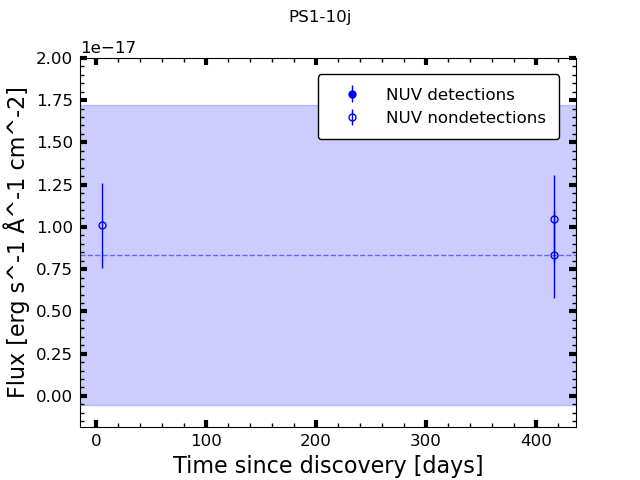 PS1-10j
1e−17
2.00
1.75
1.50
1.25
1.00
0.75
0.50
0.25
0.00
Flux [erg s^-1 Å^-1 cm^-2]
NUV detections
NUV nondetections
0 100 200 300 400
Time since discovery [days]